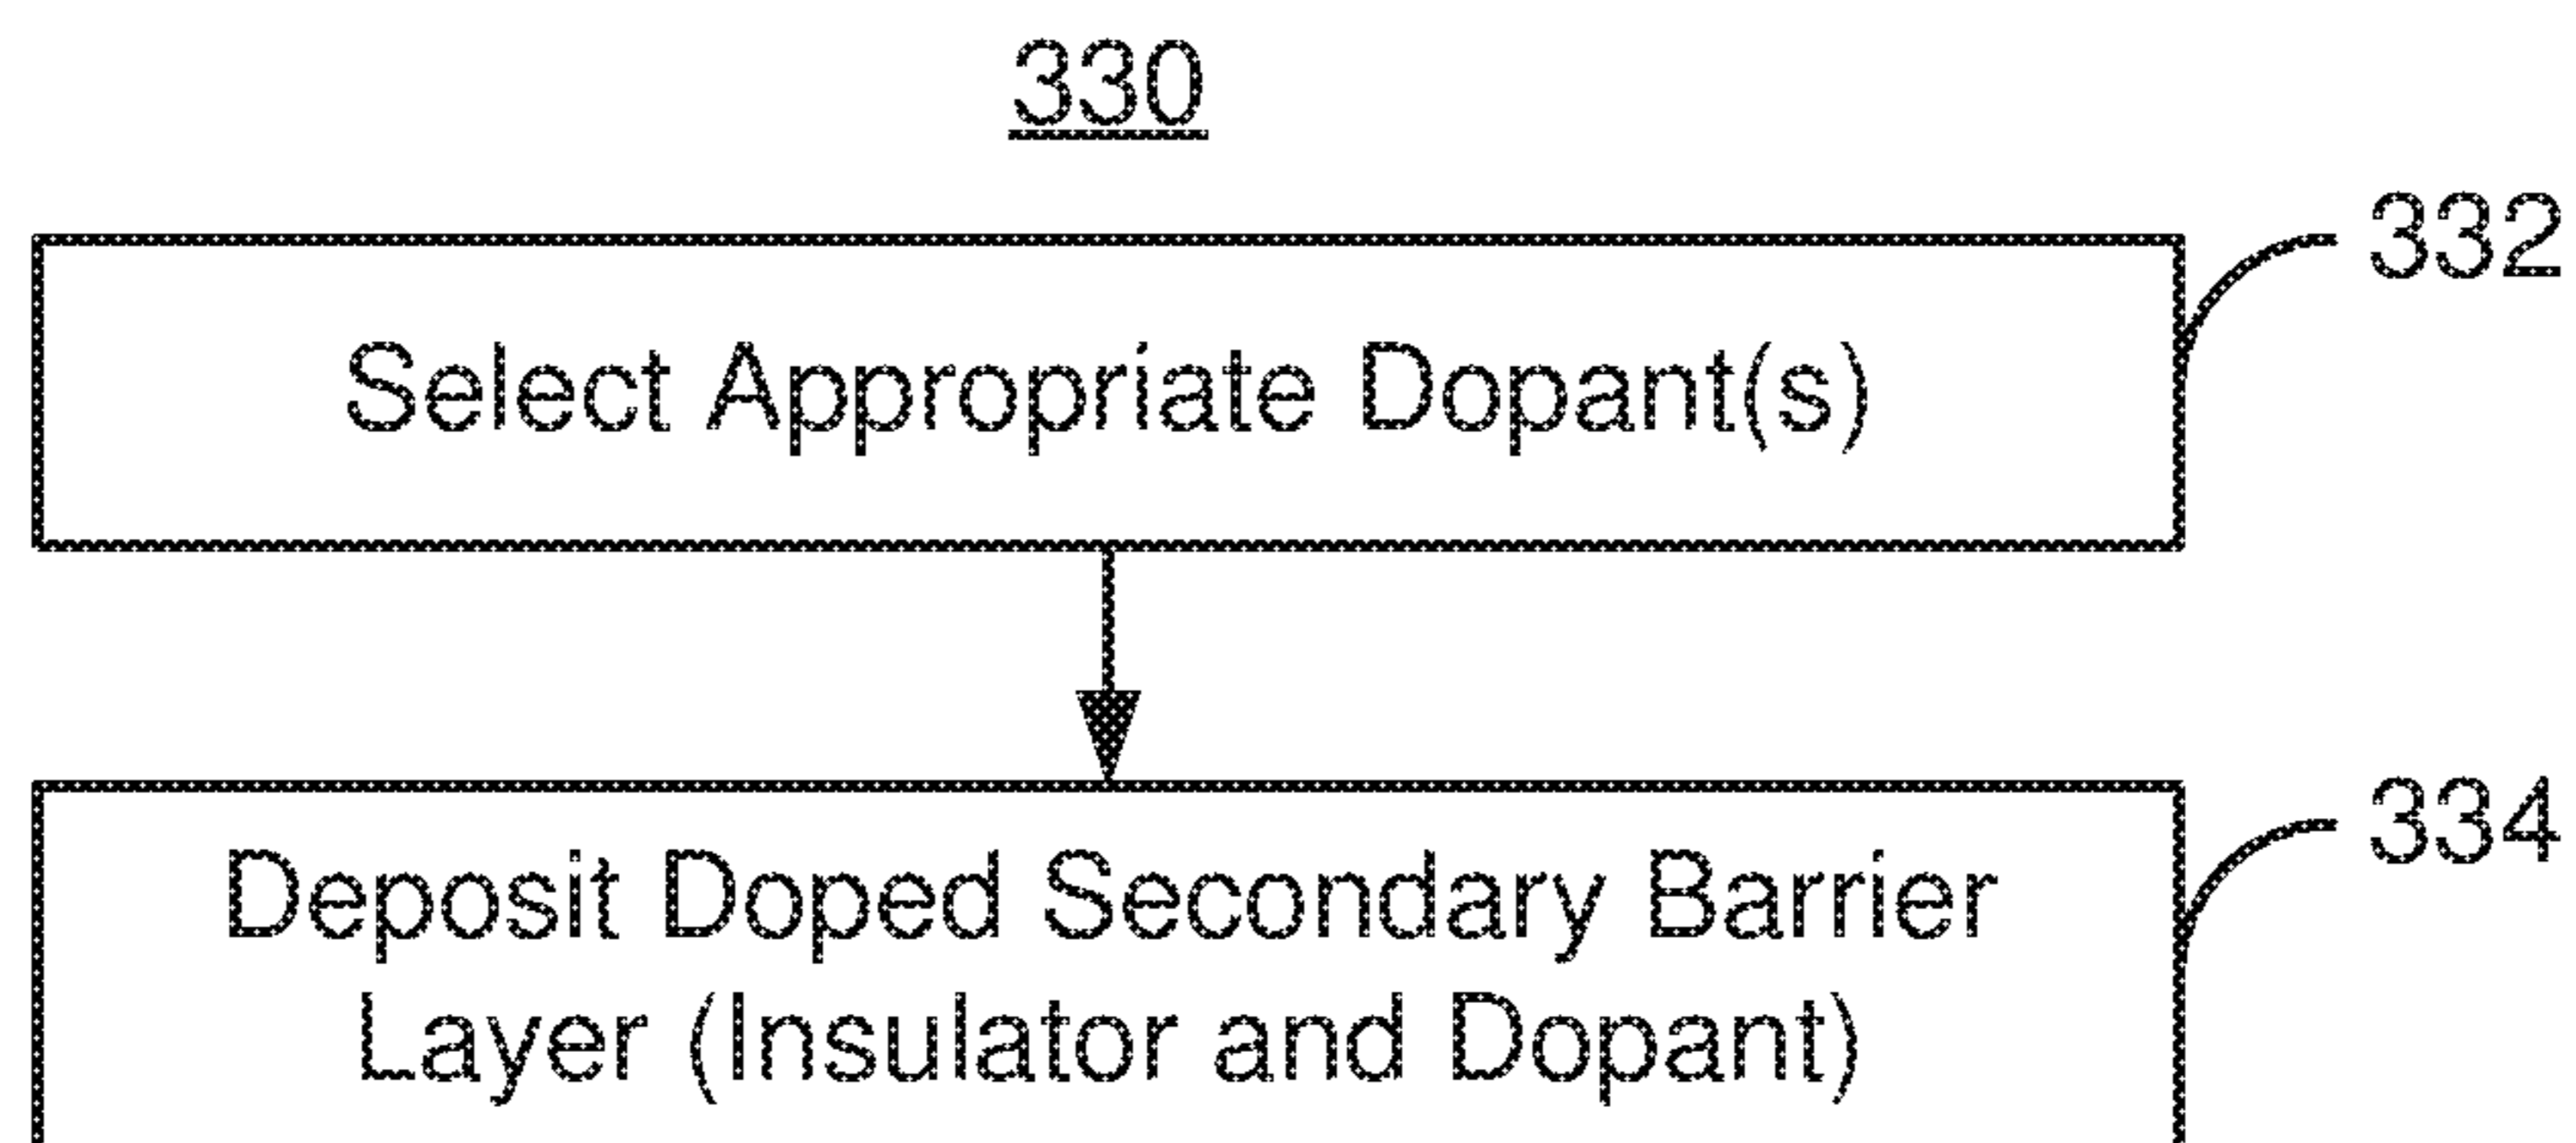 330
332
Select Appropriate Dopant(s)
334
Deposit Doped Secondary Barrier
Layer (Insulator and Dopant)